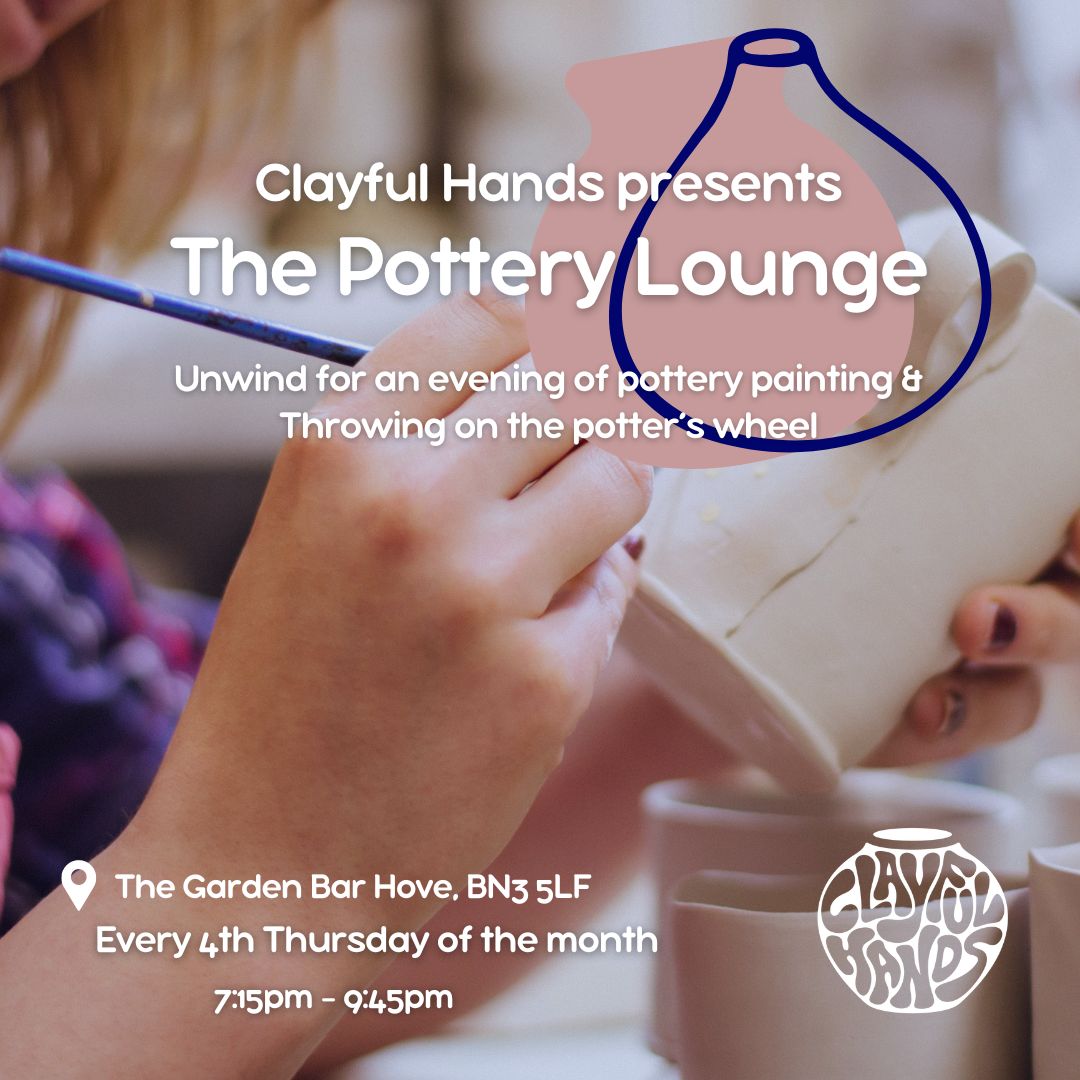 Clayful Hands presents
The Pottery Lounge
Unwind for an evening of pottery painting &
Throwing on the potter's wheel
The Garden Bar Hove, BN3 5LF
Every 4th Thursday of the month
7:15pm - 9:45pm
CLAYFUL
HANDS